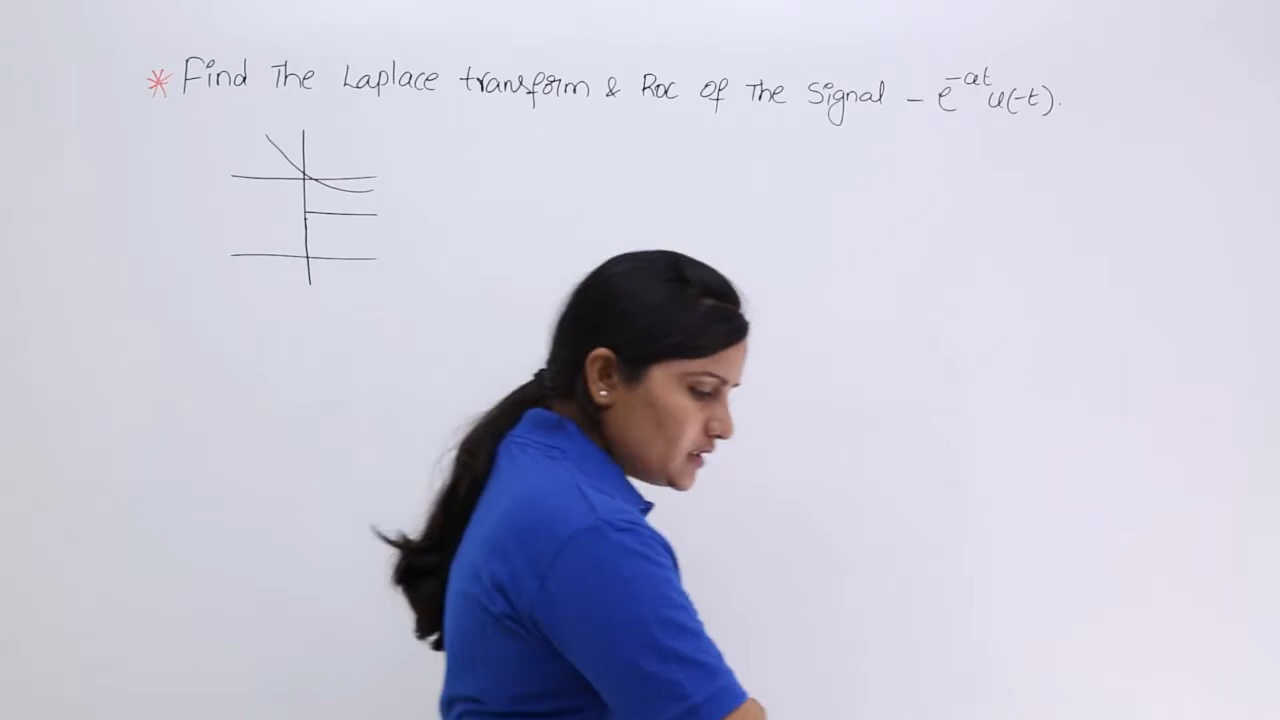 * Find The Laplace transform & Roc Of The Signal - e^-at u(-t).